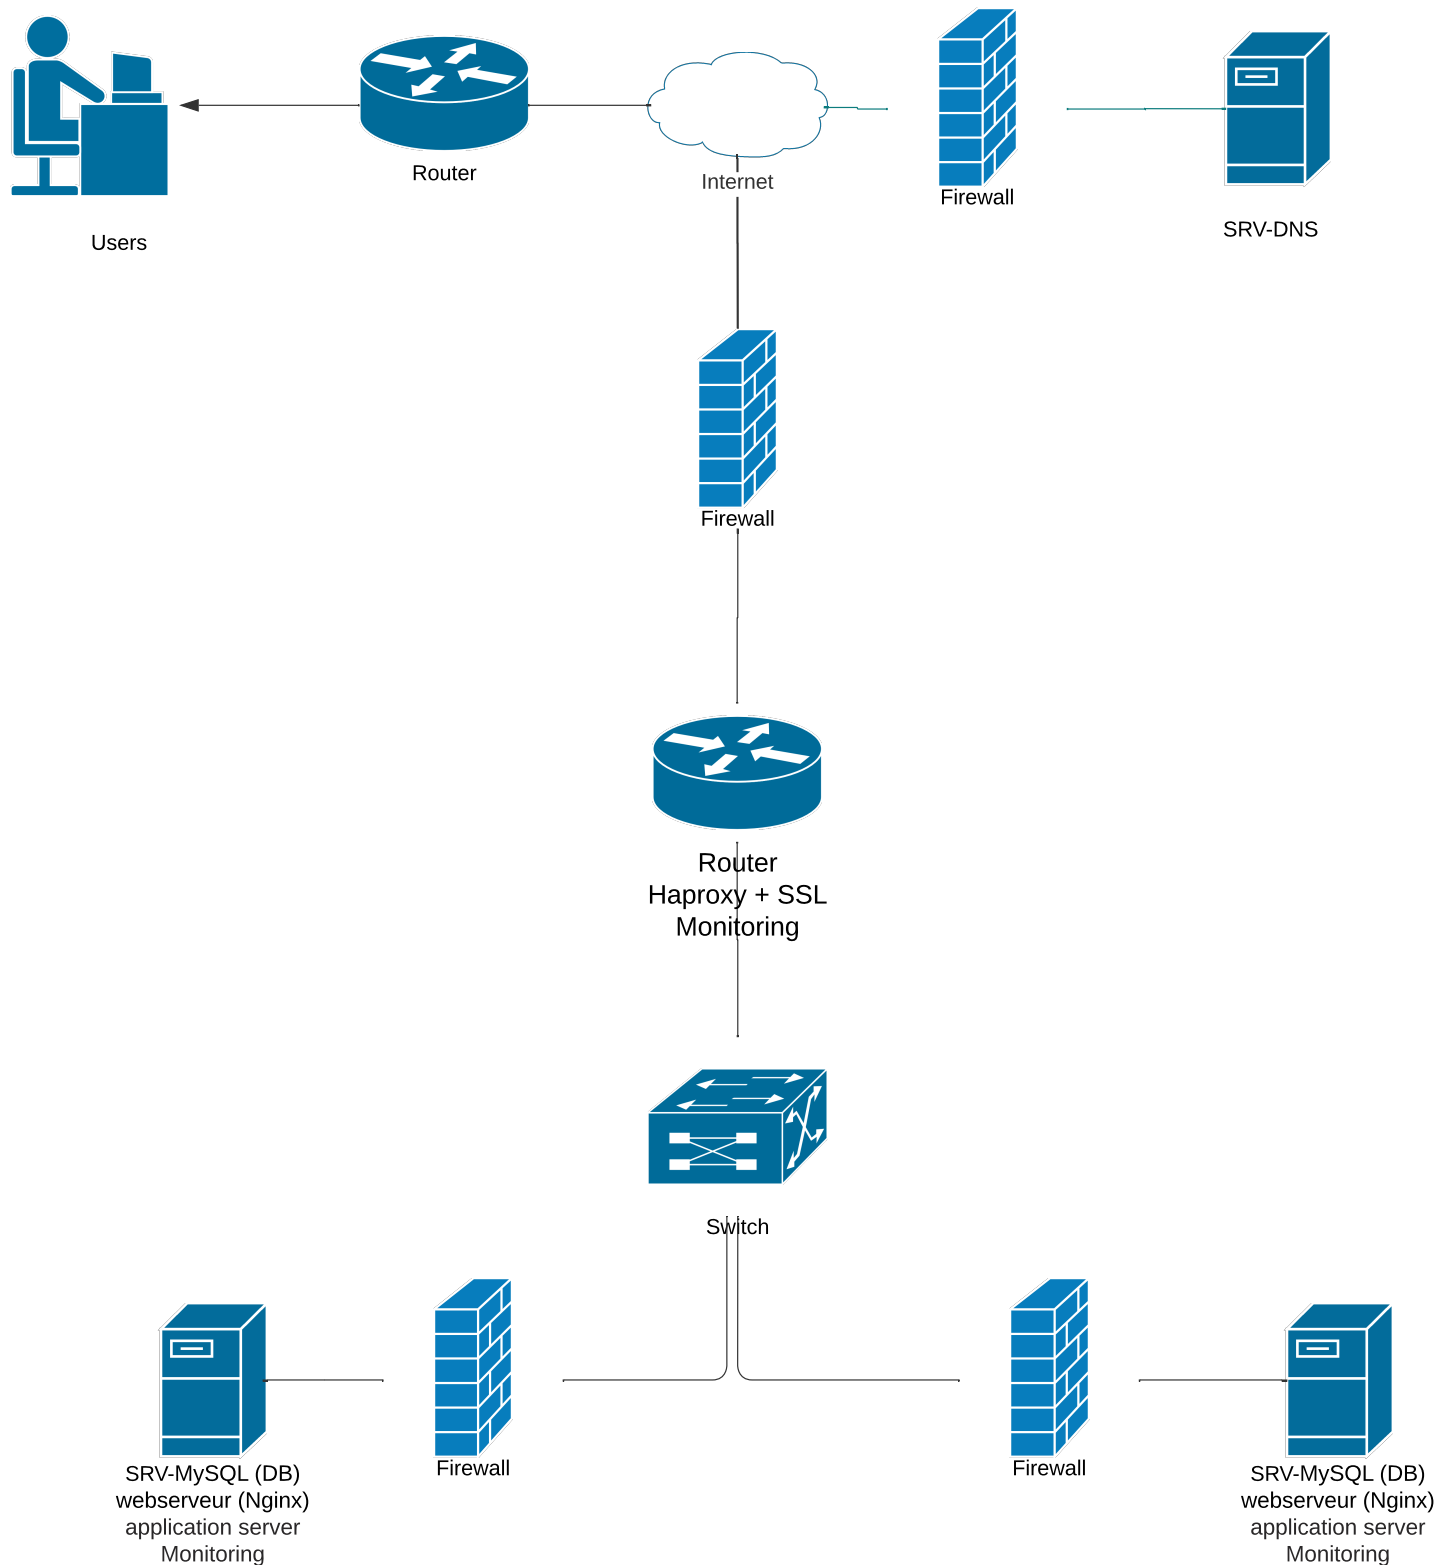 Router
Internet
Firewall
Users
SRV-DNS
Firewall
Router
Haproxy + SSL
Monitoring
Switch
Firewall
Firewall
SRV-MySQL (DB)
webserveur (Nginx)
application server
Monitoring
SRV-MySQL (DB)
webserveur (Nginx)
application server
Monitoring